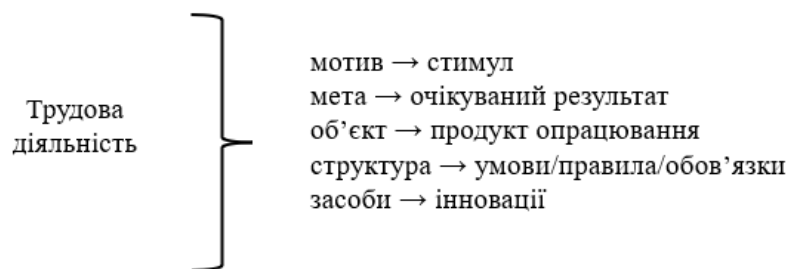 Трудова
діяльність
мотив → стимул
мета → очікуваний результат
об’єкт → продукт опрацювання
структура → умови/правила/обов’язки
засоби → інновації